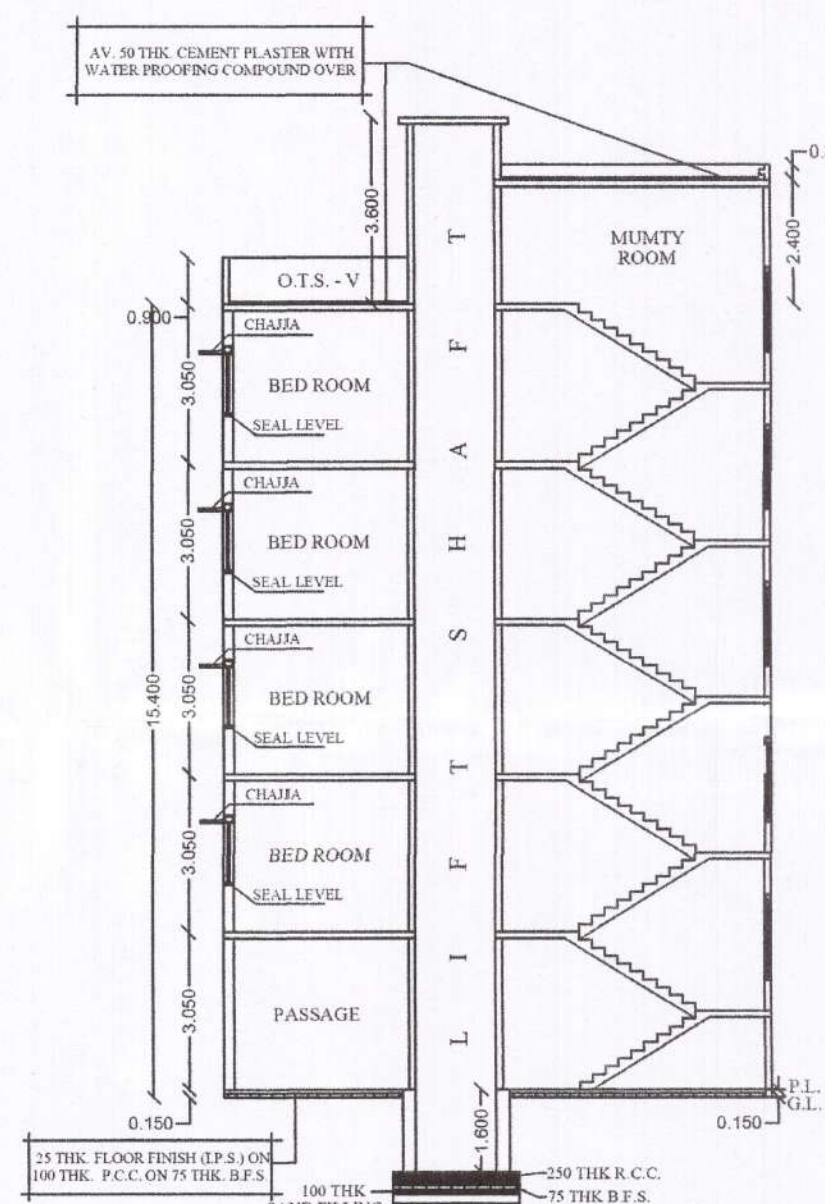 AV. 50 THK. CEMENT PLASTER WITH
WATER PROOFING COMPOUND OVER
3.600
2.400
MUMTY
ROOM
O.T.S. - V
0.900
CHAJJA
BED ROOM
SEAL LEVEL
3.050
CHAJJA
BED ROOM
SEAL LEVEL
3.050
CHAJJA
BED ROOM
SEAL LEVEL
3.050
15.400
CHAJJA
BED ROOM
SEAL LEVEL
3.050
PASSAGE
3.050
LIFT SHAFT
P.L.
G.L.
0.150
0.150
1.600
25 THK. FLOOR FINISH (I.P.S.) ON
100 THK. P.C.C. ON 75 THK. B.F.S
250 THK R.C.C.
100 THK
75 THK B.F.S.